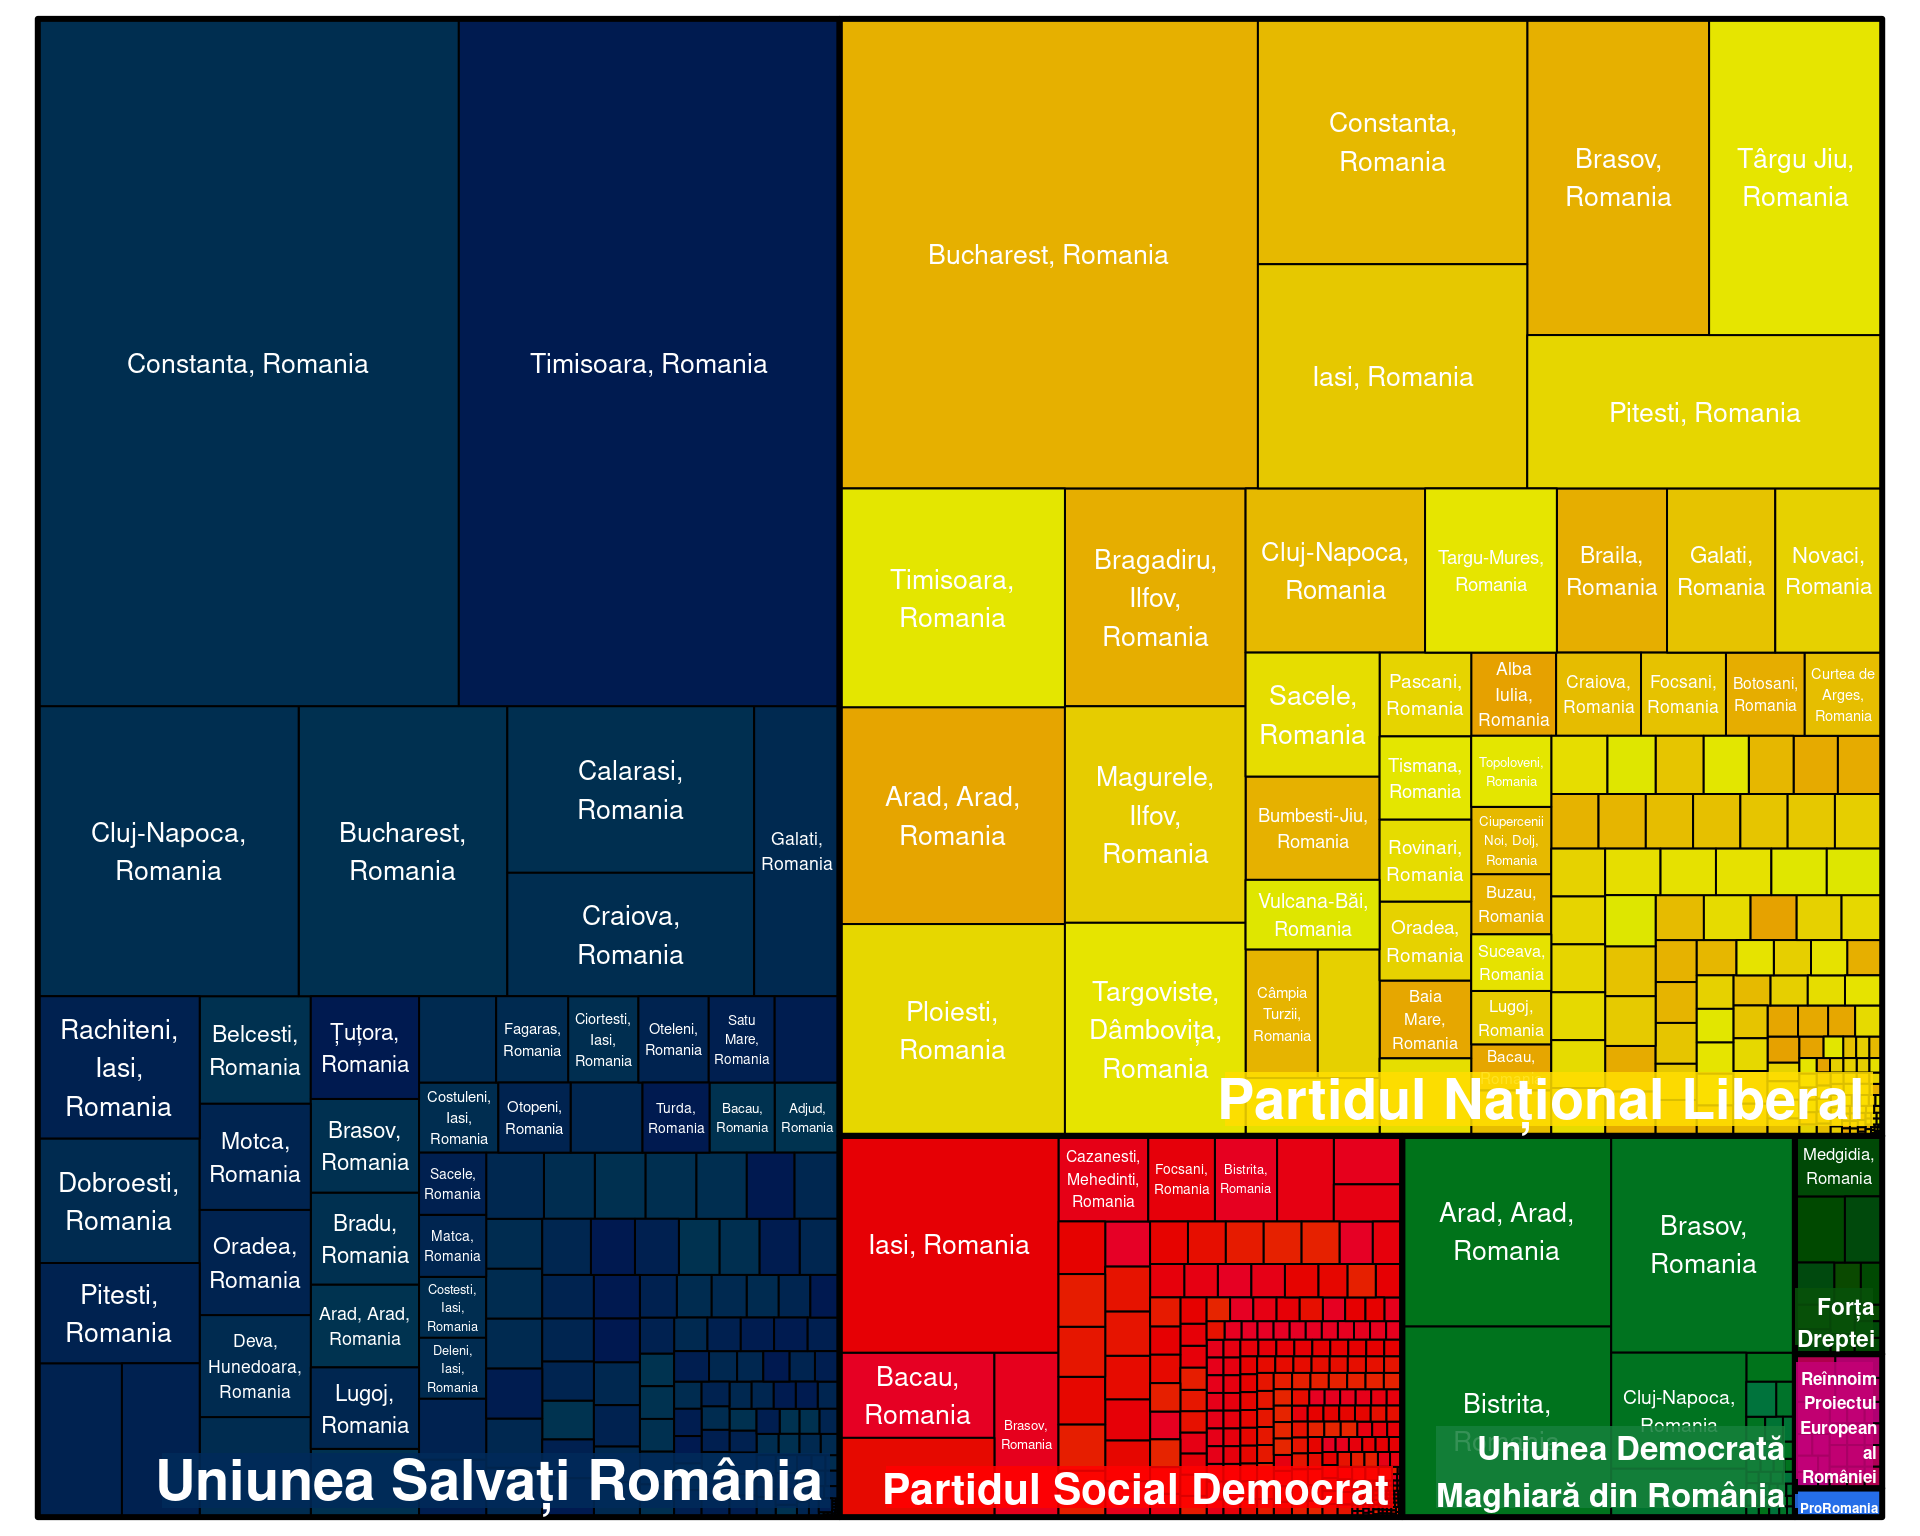 Constanta, Romania
Timisoara, Romania
Cluj-Napoca,
Romania
Bucharest,
Romania
Calarasi,
Romania
Craiova,
Romania
Galati,
Romania
Rachiteni,
Iasi,
Romania
Dobroesti,
Romania
Pitesti,
Romania
Belcesti,
Romania
Motca,
Romania
Oradea,
Romania
Deva,
Hunedoara,
Romania
Țuțora,
Romania
Brasov,
Romania
Bradu,
Romania
Arad, Arad,
Romania
Lugoj,
Romania
Fagaras,
Romania
Ciortesti,
Iasi,
Romania
Oteleni,
Romania
Satu
Mare,
Romania
Costuleni,
Iasi,
Romania
Otopeni,
Romania
Turda,
Romania
Bacau,
Romania
Adjud,
Romania
Sacele,
Romania
Matca,
Romania
Costesti,
Iasi,
Romania
Deleni,
Iasi,
Romania
Uniunea Salvați România
Bucharest, Romania
Constanta,
Romania
Iasi, Romania
Brasov,
Romania
Târgu Jiu,
Romania
Pitesti, Romania
Timisoara,
Romania
Arad, Arad,
Romania
Ploiesti,
Romania
Bragadiru,
Ilfov,
Romania
Magurele,
Ilfov,
Romania
Targoviste,
Dâmbovița,
Romania
Cluj-Napoca,
Romania
Targu-Mures,
Romania
Braila,
Romania
Galati,
Romania
Novaci,
Romania
Sacele,
Romania
Bumbesti-Jiu,
Romania
Vulcana-Băi,
Romania
Câmpia
Turzii,
Romania
Pascani,
Romania
Tismana,
Romania
Rovinari,
Romania
Oradea,
Romania
Baia
Mare,
Romania
Alba
Iulia,
Romania
Craiova,
Romania
Focsani,
Romania
Botosani,
Romania
Curtea de
Arges,
Romania
Topoloveni,
Romania
Ciupercenii
Noi, Dolj,
Romania
Buzau,
Romania
Suceava,
Romania
Lugoj,
Romania
Bacau,
Romania
Partidul Național Liberal
Iasi, Romania
Bacau,
Romania
Brasov,
Romania
Cazanesti,
Mehedinti,
Romania
Focsani,
Romania
Bistrita,
Romania
Partidul Social Democrat
Arad, Arad,
Romania
Brasov,
Romania
Bistrita,
Romania
Cluj-Napoca,
Romania
Uniunea Democrată
Maghiară din România
Medgidia,
Romania
Forța
Dreptei
Reînnoim
Proiectul
European
al
României
ProRomania